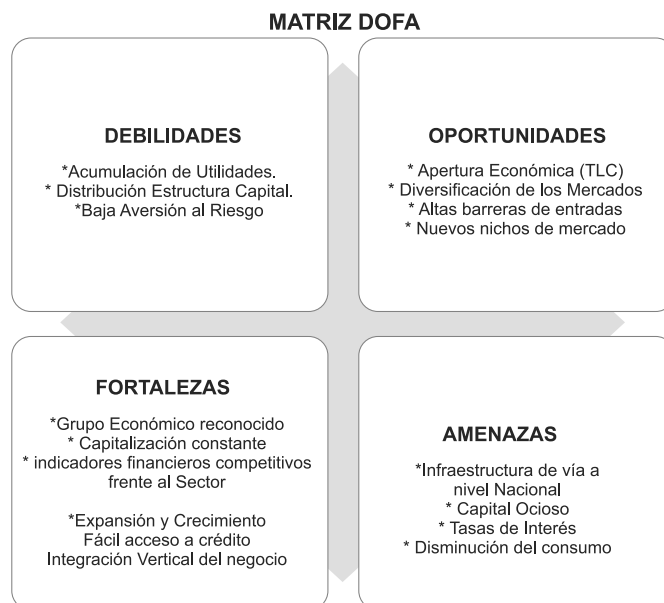 MATRIZ DOFA
DEBILIDADES
*Acumulación de Utilidades.
* Distribución Estructura Capital.
*Baja Aversión al Riesgo
OPORTUNIDADES
* Apertura Económica (TLC)
* Diversificación de los Mercados
* Altas barreras de entradas
* Nuevos nichos de mercado
FORTALEZAS
*Grupo Económico reconocido
* Capitalización constante
* indicadores financieros competitivos
frente al Sector
*Expansión y Crecimiento
Fácil acceso a crédito
Integración Vertical del negocio
AMENAZAS
*Infraestructura de vía a
nivel Nacional
* Capital Ocioso
* Tasas de Interés
* Disminución del consumo